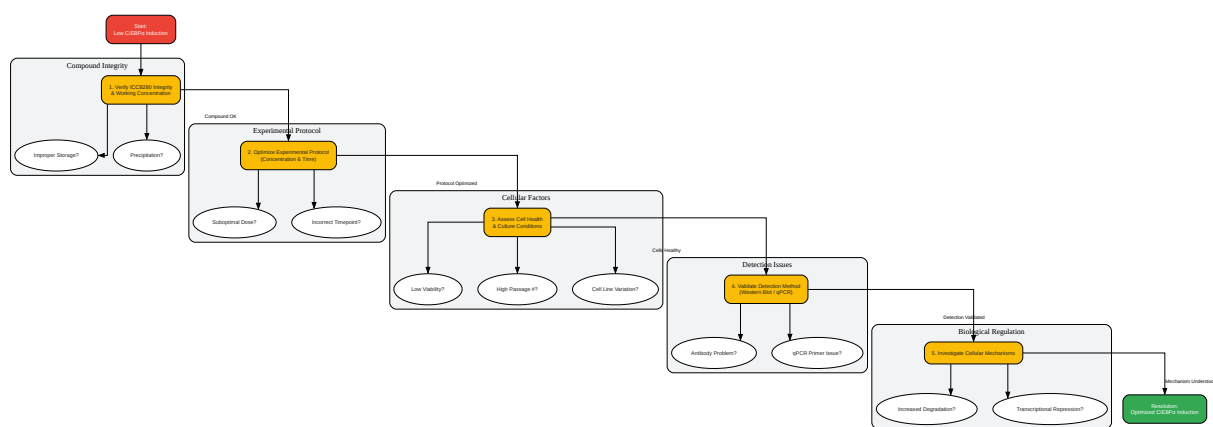 Start:
Low C/EBPα Induction
Compound Integrity
1. Verify ICCB280 Integrity
& Working Concentration
Improper Storage?
Precipitation?
Compound OK
Experimental Protocol
2. Optimize Experimental Protocol
(Concentration & Time)
Suboptimal Dose?
Incorrect Timepoint?
Protocol Optimized
Cellular Factors
3. Assess Cell Health
& Culture Conditions
Low Viability?
High Passage #?
Cell Line Variation?
Cells Healthy
Detection Issues
4. Validate Detection Method
(Western Blot / qPCR)
Antibody Problem?
qPCR Primer Issue?
Detection Validated
Biological Regulation
5. Investigate Cellular Mechanisms
Increased Degradation?
Transcriptional Repression?
Mechanism Understoo
Resolution:
Optimized C/EBPα Induction